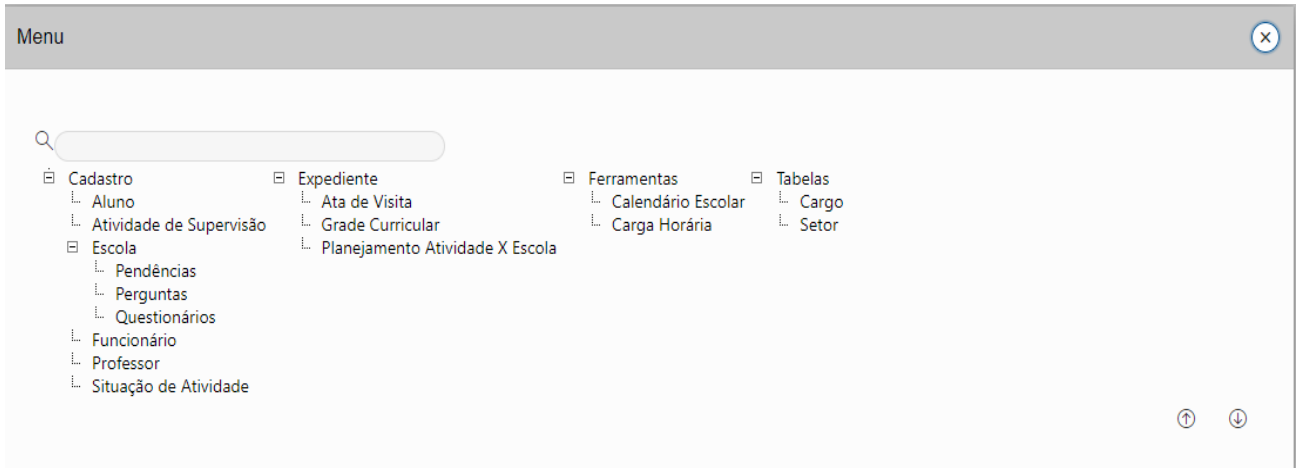 Menu
Cadastro
Aluno
Atividade de Supervisão
Escola
Pendências
Perguntas
Questionários
Funcionário
Professor
Situação de Atividade
Expediente
Ata de Visita
Grade Curricular
Planejamento Atividade X Escola
Ferramentas
Calendário Escolar
Carga Horária
Tabelas
Cargo
Setor